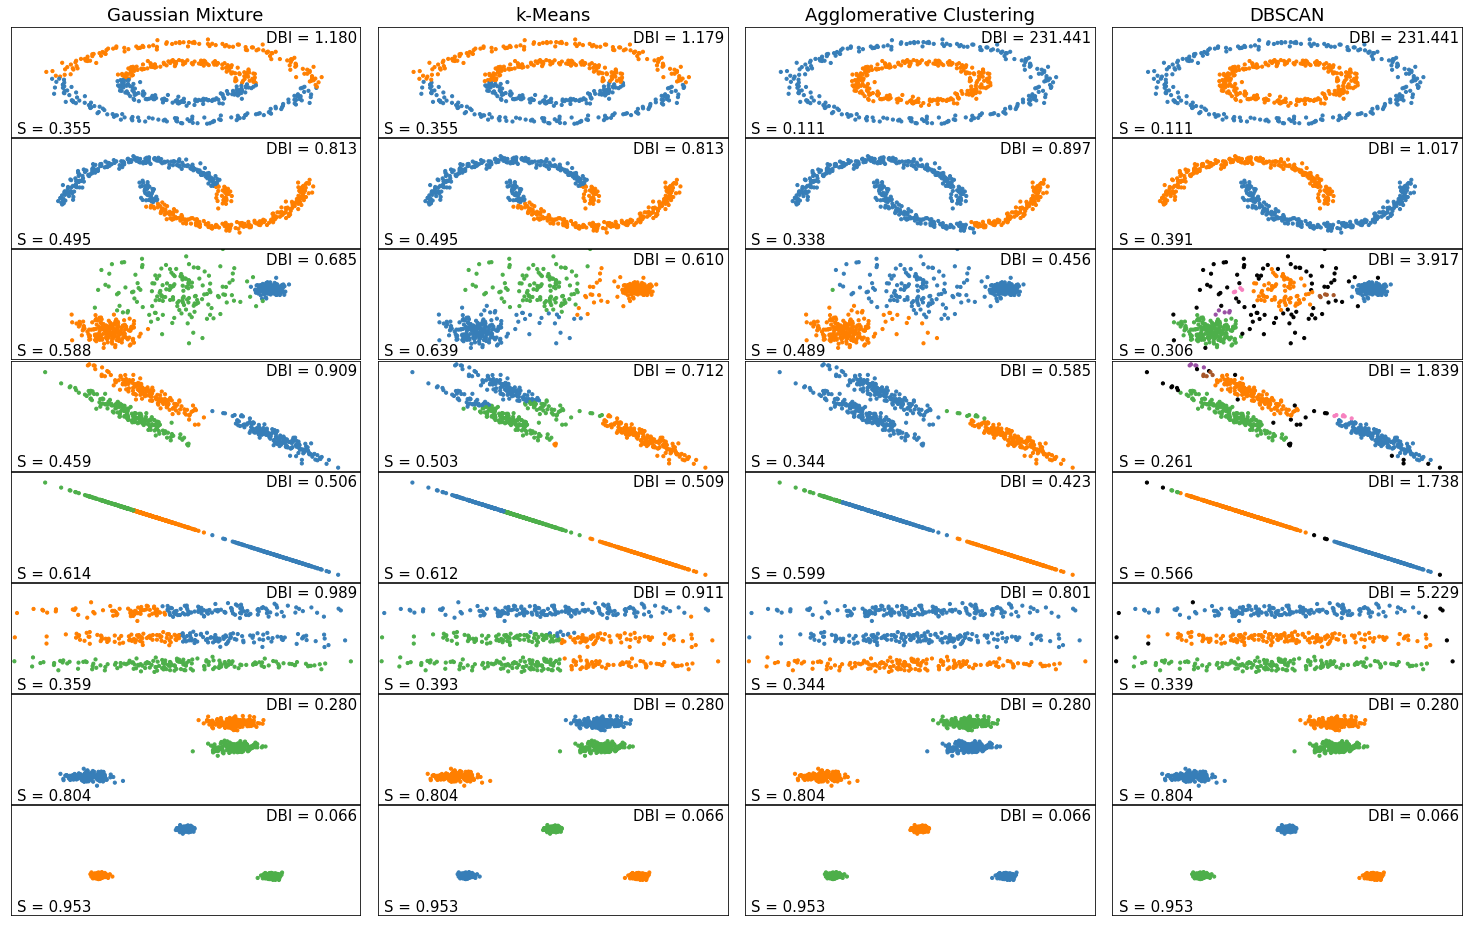 Gaussian Mixture
k-Means
Agglomerative Clustering
DBSCAN
DBI = 1.180
DBI = 1.179
DBI = 231.441
DBI = 231.441
S = 0.355
S = 0.355
S = 0.111
S = 0.111
DBI = 0.813
DBI = 0.813
DBI = 0.897
DBI = 1.017
S = 0.495
S = 0.495
S = 0.338
S = 0.391
DBI = 0.685
DBI = 0.610
DBI = 0.456
DBI = 3.917
S = 0.588
S = 0.639
S = 0.489
S = 0.306
DBI = 0.909
DBI = 0.712
DBI = 0.585
DBI = 1.839
S = 0.459
S = 0.503
S = 0.344
S = 0.261
DBI = 0.506
DBI = 0.509
DBI = 0.423
DBI = 1.738
S = 0.614
S = 0.612
S = 0.599
S = 0.566
DBI = 0.989
DBI = 0.911
DBI = 0.801
DBI = 5.229
S = 0.359
S = 0.393
S = 0.344
S = 0.339
DBI = 0.280
DBI = 0.280
DBI = 0.280
DBI = 0.280
S = 0.804
S = 0.804
S = 0.804
S = 0.804
DBI = 0.066
DBI = 0.066
DBI = 0.066
DBI = 0.066
S = 0.953
S = 0.953
S = 0.953
S = 0.953